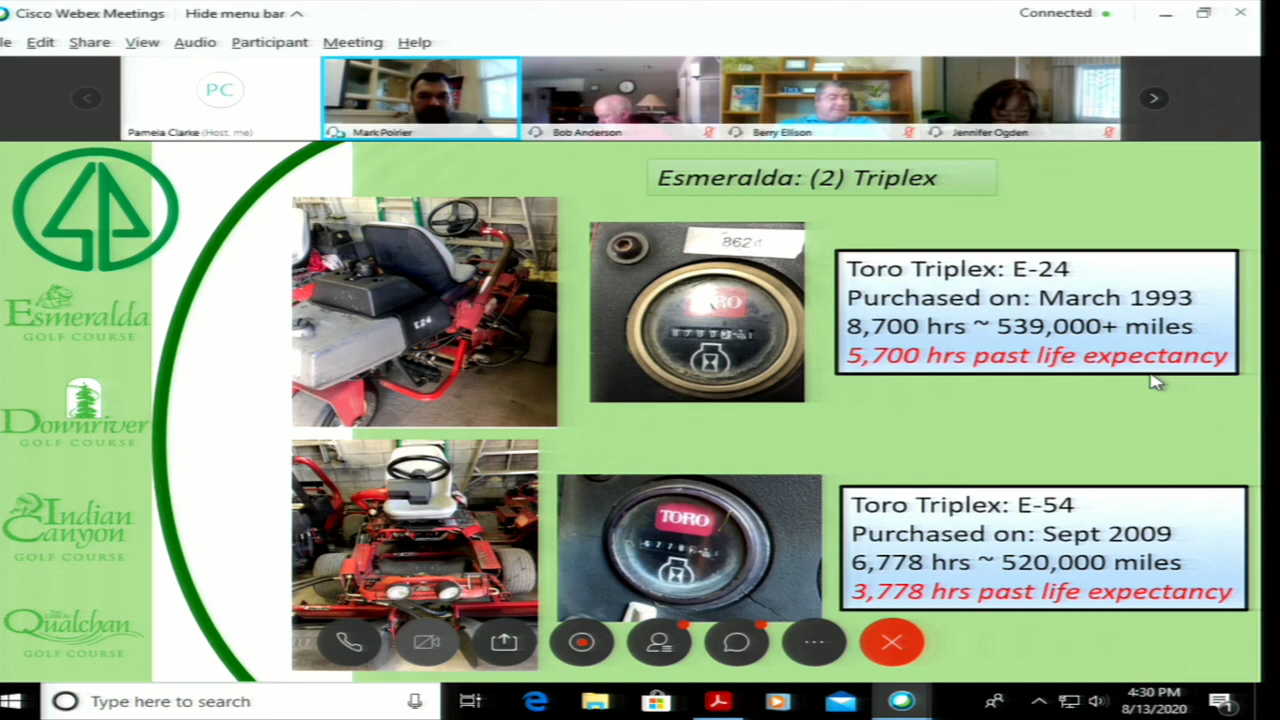 Cisco Webex Meetings
Hide menu bar
Connected
le Edit Share View Audio Participant Meeting Help
PC
Pamela Clarke (Host, me)
Mark Poirier
Bob Anderson
Berry Ellison
Jennifer Ogden
Esmeralda: (2) Triplex
Esmeralda
GOLF COURSE
Downriver
GOLF COURSE
Indian
Canyon
GOLF COURSE
Qualchan
GOLF COURSE
E24
8624
TORO
Toro Triplex: E-24
Purchased on: March 1993
8,700 hrs ~ 539,000+ miles
5,700 hrs past life expectancy
TORO
Toro Triplex: E-54
Purchased on: Sept 2009
6,778 hrs ~ 520,000 miles
3,778 hrs past life expectancy
Type here to search
4:30 PM
8/13/2020
1